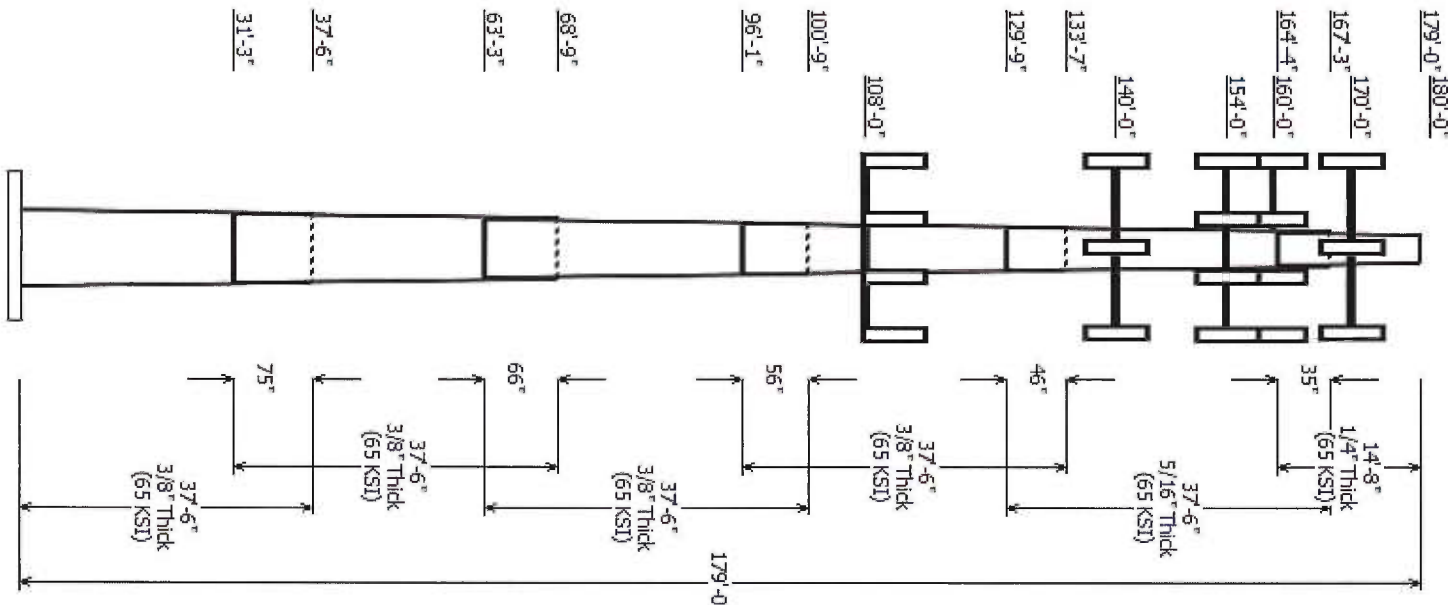 179'-0"
180'-0"
167'-3"
170'-0"
164'-4"
160'-0"
154'-0"
140'-0"
133'-7"
129'-9"
108'-0"
100'-9"
96'-1"
68'-9"
63'-3"
37'-6"
31'-3"
35"
46"
56"
66"
75"
14'-8"
1/4" Thick
(65 KSI)
37'-6"
5/16" Thick
(65 KSI)
37'-6"
3/8" Thick
(65 KSI)
37'-6"
3/8" Thick
(65 KSI)
37'-6"
3/8" Thick
(65 KSI)
37'-6"
3/8" Thick
(65 KSI)
179'-0